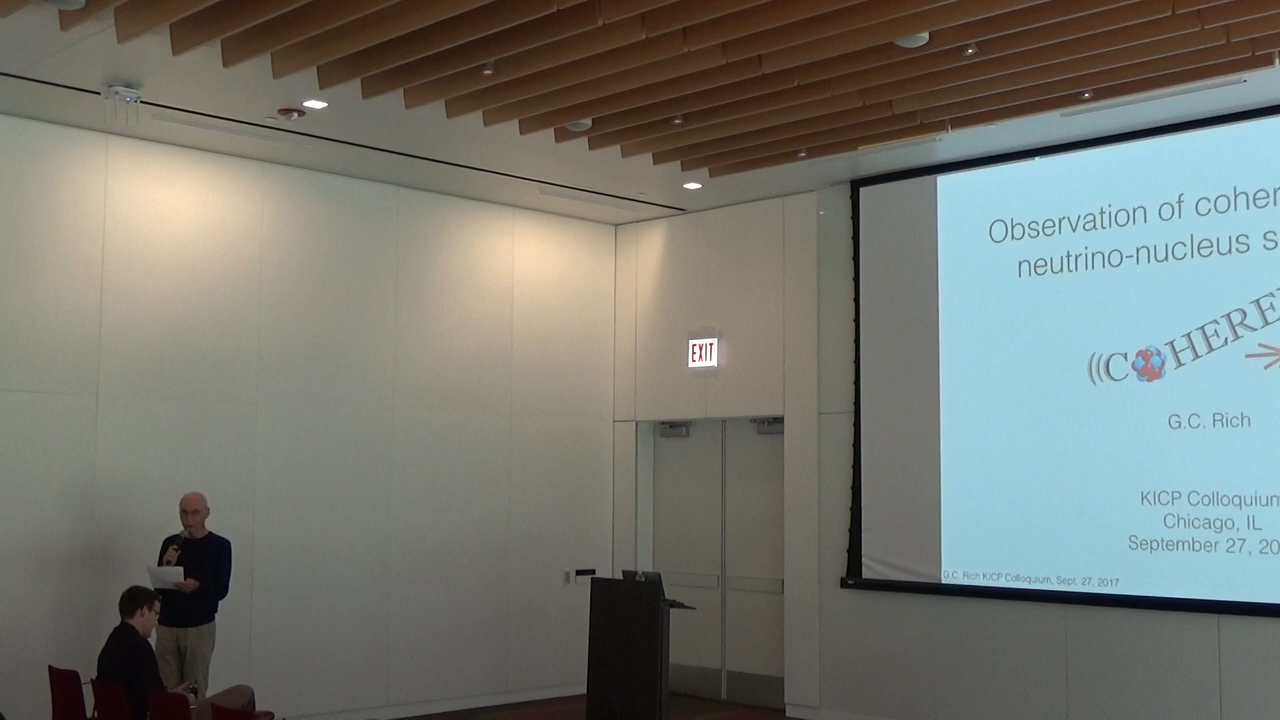 EXIT
Observation of coher
neutrino-nucleus s
((COHERE
G.C. Rich
KICP Colloquium
Chicago, IL
September 27, 20
G.C. Rich KICP Colloquium, Sept. 27, 2017